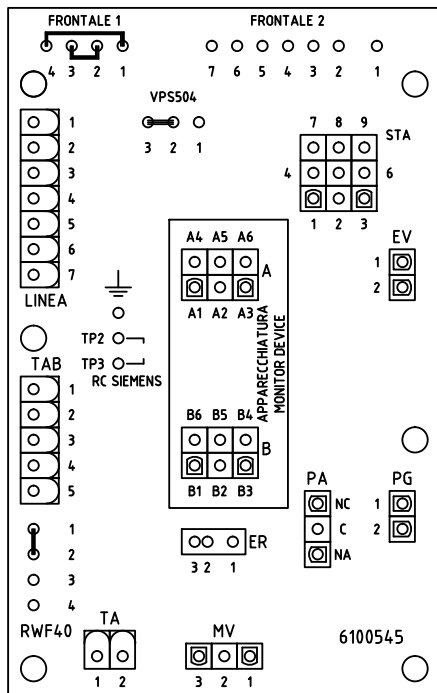 FRONTALE 1 FRONTALE 2
4 3 2 1 7 6 5 4 3 2 1
VPS504
3 2 1
1
2
3
4
5
6
7
LINEA
7 8 9
STA
4 6
1 2 3
EV
1
2
A4 A5 A6
A
A1 A2 A3
APPARECCHIATURA
MONITOR DEVICE
B6 B5 B4
B
B1 B2 B3
TP2
TP3
RC SIEMENS
TAB
1
2
3
4
5
PA
NC
C
NA
PG
1
2
1
2
3
4
RWF40
ER
3 2 1
TA
1 2
MV
3 2 1
6100545